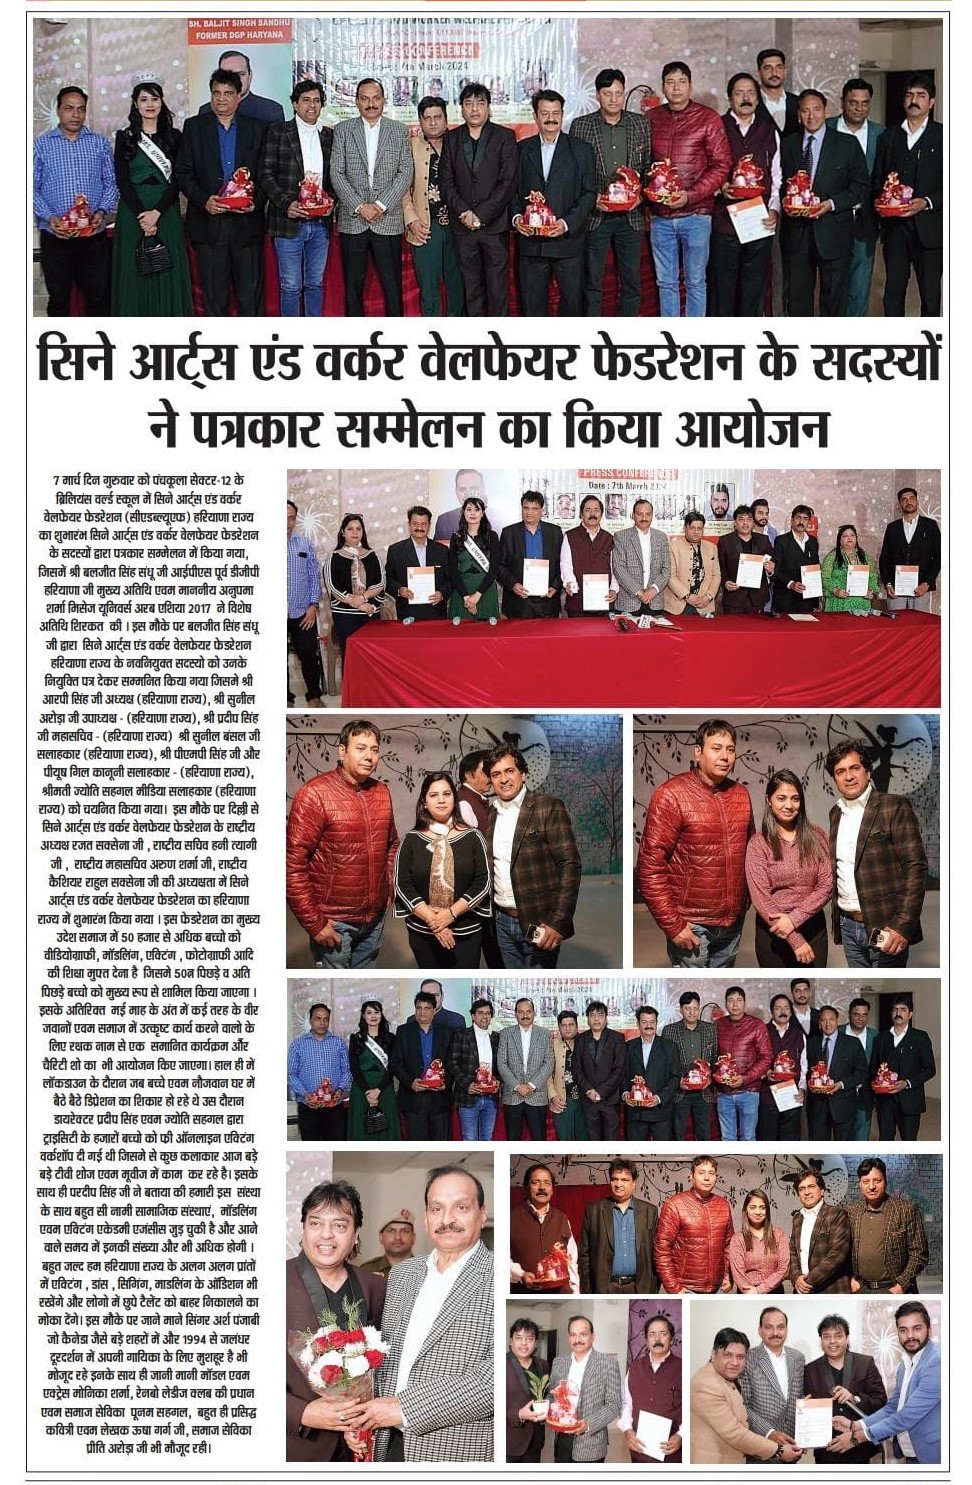 SH. BALJIT SINGH SANDHU
FORMER DGP HARYANA
PRESS CONFERENCE
7th March 2024
सिने आर्ट्स एंड वर्कर वेलफेयर फेडरेशन के सदस्यों
ने पत्रकार सम्मेलन का किया आयोजन
7 मार्च दिन गुरुवार को पंचकूला सेक्टर-12 के
ब्रिलियंस वर्ल्ड स्कूल में सिने आर्ट्स एंड वर्कर
वेलफेयर फेडरेशन (सीएडब्ल्यूएफ) हरियाणा राज्य
का शुभारंम सिने आर्ट्स एंड वर्कर वेलफेयर फेडरेशन
के सदस्यों द्वारा पत्रकार सम्मेलन में किया गया,
जिसमें श्री बलजीत सिंह संधू जी आईपीएस पूर्व डीजीपी
हरियाणा जी मुख्य अतिथि एवम माननीय अनुपमा
शर्मा मिसेज यूनिवर्स अरब एशिया 2017 ने विशेष
अतिथि शिरकत की । इस मौके पर बलजीत सिंह संधू
जी द्वारा सिने आर्ट्स एंड वर्कर वेलफेयर फेडरेशन
हरियाणा राज्य के नवनियुक्त सदस्यो को उनके
नियुक्ति पत्र देकर सम्मनित किया गया जिसमे श्री
आरपी सिंह जी अध्यक्ष (हरियाणा राज्य), श्री सुनील
अरोड़ा जी उपाध्यक्ष - (हरियाणा राज्य), श्री प्रदीप सिंह
जी महासचिव - (हरियाणा राज्य) श्री सुनील बंसल जी
सलाहकार (हरियाणा राज्य), श्री पीएमपी सिंह जी और
पीयूष गिल कानूनी सलाहकार - (हरियाणा राज्य),
श्रीमती ज्योति सहगल मीडिया सलाहकार (हरियाणा
राज्य) को चयनित किया गया। इस मौके पर दिल्ली से
सिने आर्ट्स एंड वर्कर वेलफेयर फेडरेशन के राष्ट्रीय
अध्यक्ष रजत सक्सेना जी , राष्ट्रीय सचिव हनी त्यागी
जी , राष्ट्रीय महासचिव अरुण शर्मा जी, राष्ट्रीय
कैशियर राहुल सक्सेना जी की अध्यक्षता में सिने
आर्ट्स एंड वर्कर वेलफेयर फेडरेशन का हरियाणा
राज्य में शुभारंभ किया गया । इस फेडरेशन का मुख्य
उदेश समाज में 50 हजार से अधिक बच्चो को
वीडियोग्राफी, मॉडलिंग, एक्टिंग , फोटोग्राफी आदि
की शिक्षा मुफ्त देना है जिसमे 50त्न पिछड़े व अति
पिछड़े बच्चो को मुख्य रूप से शामिल किया जाएगा ।
इसके अतिरिक्त मई माह के अंत में कई तरह के वीर
जवानों एवम समाज में उत्कृष्ट कार्य करने वालो के
लिए रक्षक नाम से एक समानित कार्यक्रम और
चैरिटी शो का भी आयोजन किए जाएगा। हाल ही में
लॉकडाउन के दौरान जब बच्चे एवम नौजवान घर में
बैठे बैठे डिप्रेशन का शिकार हो रहे थे उस दौरान
डायरेक्टर प्रदीप सिंह एवम ज्योति सहगल द्वारा
ट्राइसिटी के हजारों बच्चो को फ्री ऑनलाइन एक्टिंग
वर्कशॉप दी गई थी जिसमे से कुछ कलाकार आज बड़े
बड़े टीवी शोज एवम मूवीज में काम कर रहे है। इसके
साथ ही परदीप सिंह जी ने बताया की हमारी इस संस्था
के साथ बहुत सी नामी सामाजिक संस्थाएं, मॉडलिंग
एवम एक्टिंग एकेडमी एजंसीस जुड़ चुकी है और आने
वाले समय में इनकी संख्या और भी अधिक होगी ।
बहुत जल्द हम हरियाणा राज्य के अलग अलग प्रांतों
में एक्टिंग , डांस , सिंगिंग, माडलिंग के ऑडिशन भी
रखेंगे और लोगो में छुपे टैलेंट को बाहर निकालने का
मोका देंगे। इस मौके पर जाने माने सिंगर अर्श पंजाबी
जो कैनेडा जैसे बड़े शहरों में और 1994 से जलंधर
दूरदर्शन में अपनी गायिका के लिए मुशहूर है भी
मोजूद रहे इनके साथ ही जानी मानी मॉडल एवम
एक्ट्रेस मोनिका शर्मा, रेनबो लेडीज क्लब की प्रधान
एवम समाज सेविका पूनम सहगल, बहुत ही प्रसिद्ध
कवित्री एवम लेखक ऊषा गर्ग जी, समाज सेविका
प्रीति अरोड़ा जी भी मौजूद रही।
PRESS CONFERENCE
Date : 7th March 2024